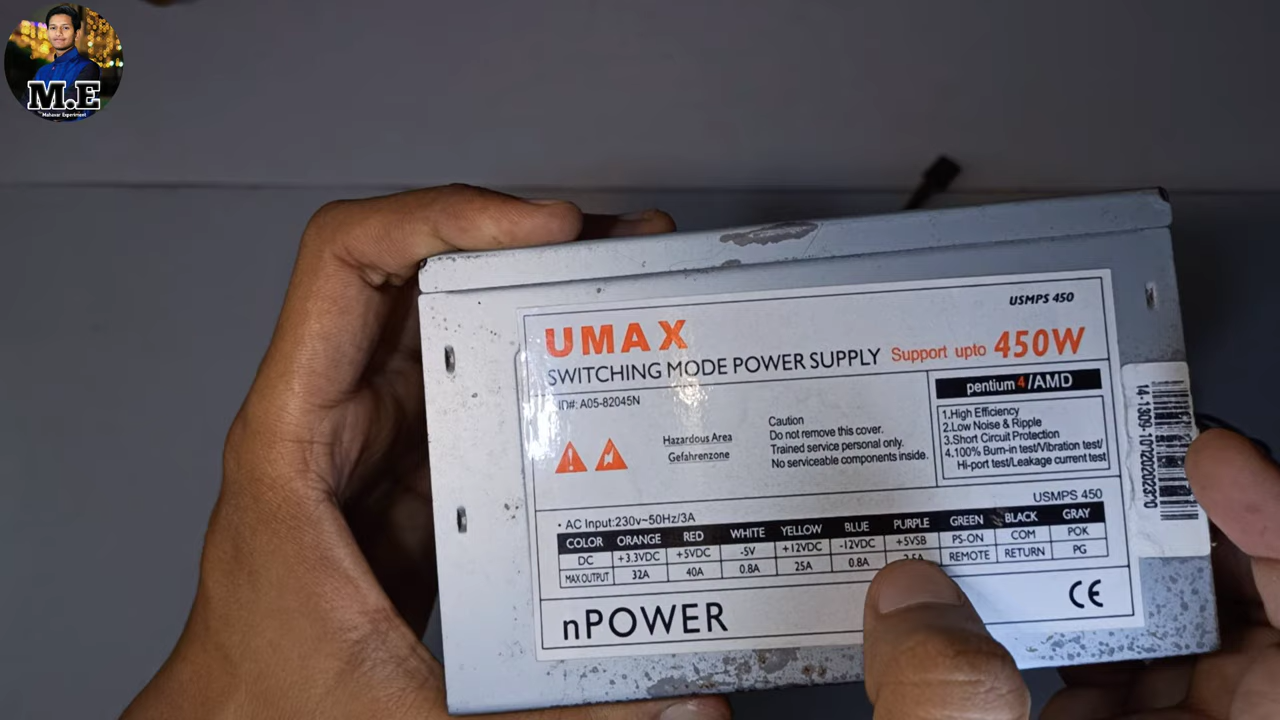 M.E
Mahawar Experiment
USMPS 450
UMAX
SWITCHING MODE POWER SUPPLY Support upto 450W
ID#: A05-82045N
pentium4/AMD
1.High Efficiency
2.Low Noise & Ripple
3.Short Circuit Protection
4.100% Burn-in test/Vibration test/
Hi-port test/Leakage current test
Hazardous Area
Gefahrenzone
Caution
Do not remove this cover.
Trained service personal only.
No serviceable components inside.
USMPS 450
• AC Input:230v~50Hz/3A
COLOR ORANGE RED WHITE YELLOW BLUE PURPLE GREEN BLACK GRAY
DC +3.3VDC +5VDC -5V +12VDC -12VDC +5VSB PS-ON COM POK
MAX OUTPUT 32A 40A 0.8A 25A 0.8A 2.5A REMOTE RETURN PG
nPOWER
CE